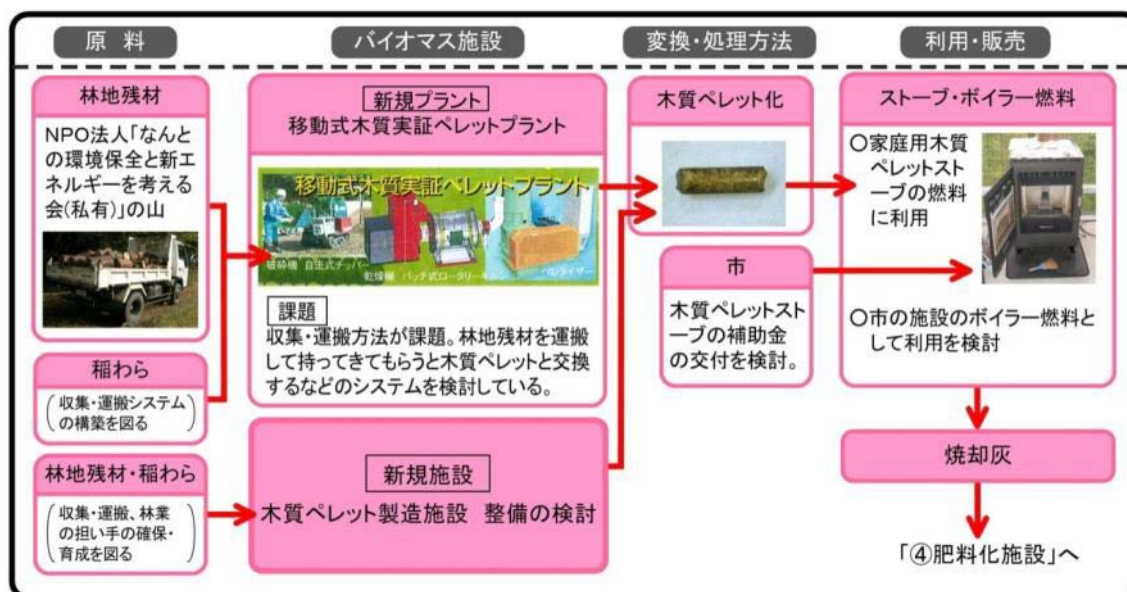 原 料
バイオマス施設
変換・処理方法
利用・販売
林地残材
NPO法人「なんと
の環境保全と新エ
ネルギーを考える
会(私有)」の山
稲わら
(収集・運搬システム
の構築を図る)
林地残材・稲わら
(収集・運搬、林業
の担い手の確保・
育成を図る)
新規プラント
移動式木質実証ペレットプラント
移動式木質実証ペレットプラント
破砕機 自走式チッパー
乾燥機 バッチ式ロータリーキルン
ペレタイザー
課題
収集・運搬方法が課題。林地残材を運搬
して持ってきてもらうと木質ペレットと交換
するなどのシステムを検討している。
新規施設
木質ペレット製造施設 整備の検討
木質ペレット化
市
木質ペレットスト
ーブの補助金
の交付を検討。
ストーブ・ボイラー燃料
○家庭用木質
ペレットスト
ーブの燃料
に利用
○市の施設のボイラー燃料と
して利用を検討
焼却灰
「④肥料化施設」へ